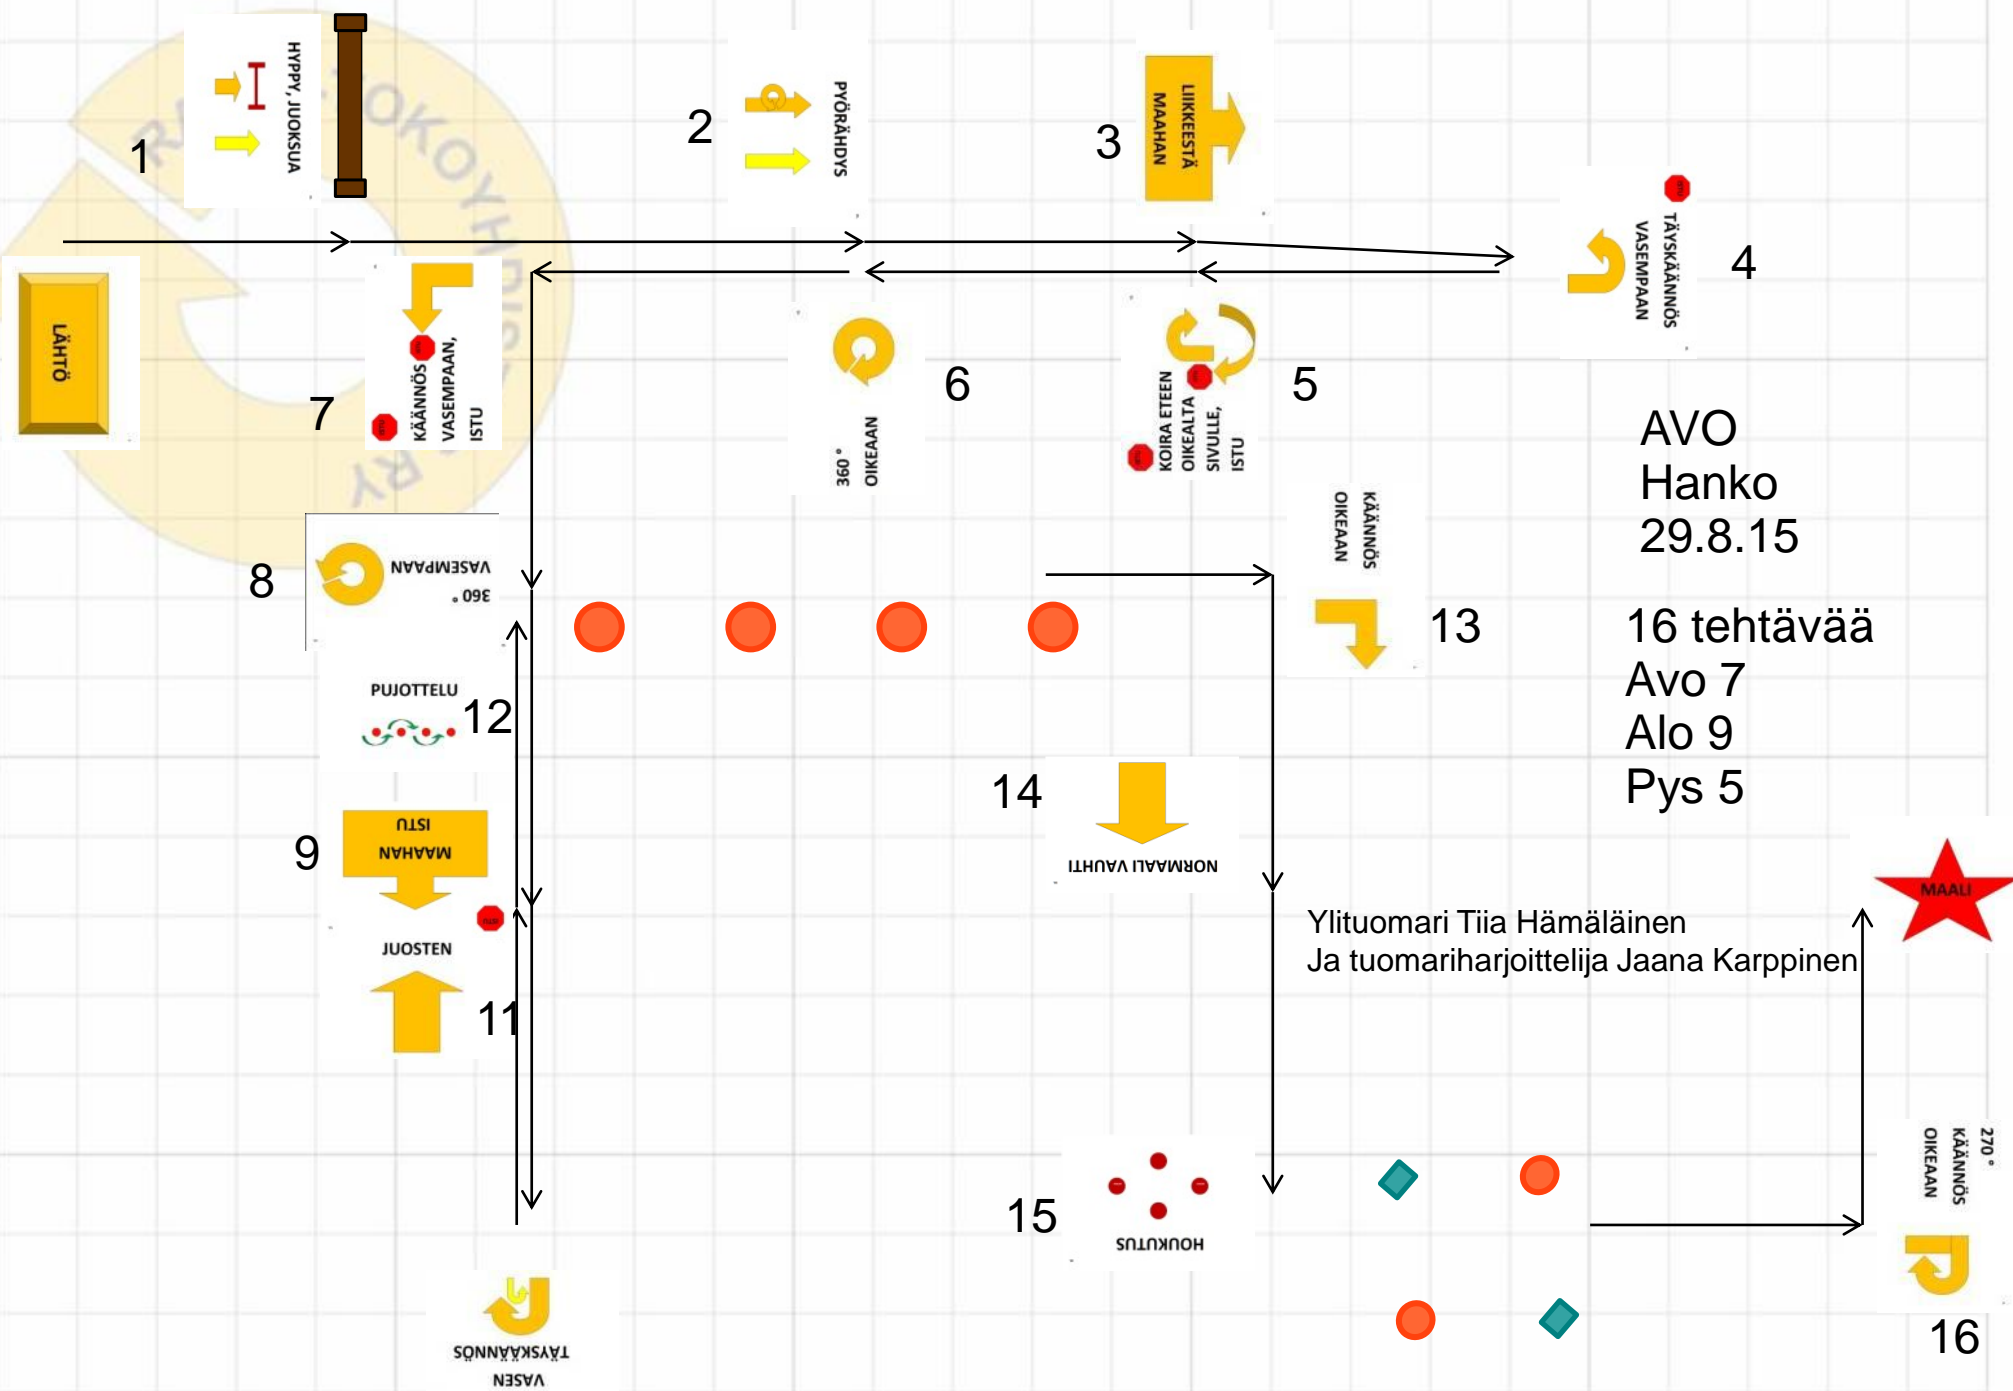 1
HYPPY, JUOKSUA
2
PYÖRÄHDYS
3
LIIKKEESTÄ
MAAHAN
TÄYSKÄÄNNÖS
VASEMPAAN
4
LÄHTÖ
7
KÄÄNNÖS
VASEMPAAN,
ISTU
360°
OIKEAAN
6
KOIRA ETEEN
OIKEALTA
SIVULLE,
ISTU
5
AVO
Hanko
29.8.15
8
360°
VASEMPAAN
KÄÄNNÖS
OIKEAAN
13
16 tehtävää
Avo 7
Alo 9
Pys 5
PUJOTTELU
12
14
NORMAALI VAUHTI
9
MAAHAN
ISTU
ISTU
JUOSTEN
11
MAALI
Ylituomari Tiia Hämäläinen
Ja tuomariharjoittelija Jaana Karppinen
15
HOUKUTUS
270°
KÄÄNNÖS
OIKEAAN
16
VASEN
TÄYSKÄÄNNÖS